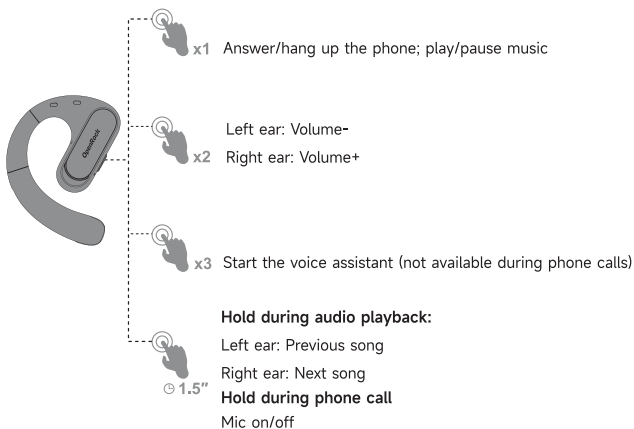 OpenRock
x1 Answer/hang up the phone; play/pause music
Left ear: Volume-
x2 Right ear: Volume+
x3 Start the voice assistant (not available during phone calls)
Hold during audio playback:
Left ear: Previous song
Right ear: Next song
1.5"
Hold during phone call
Mic on/off